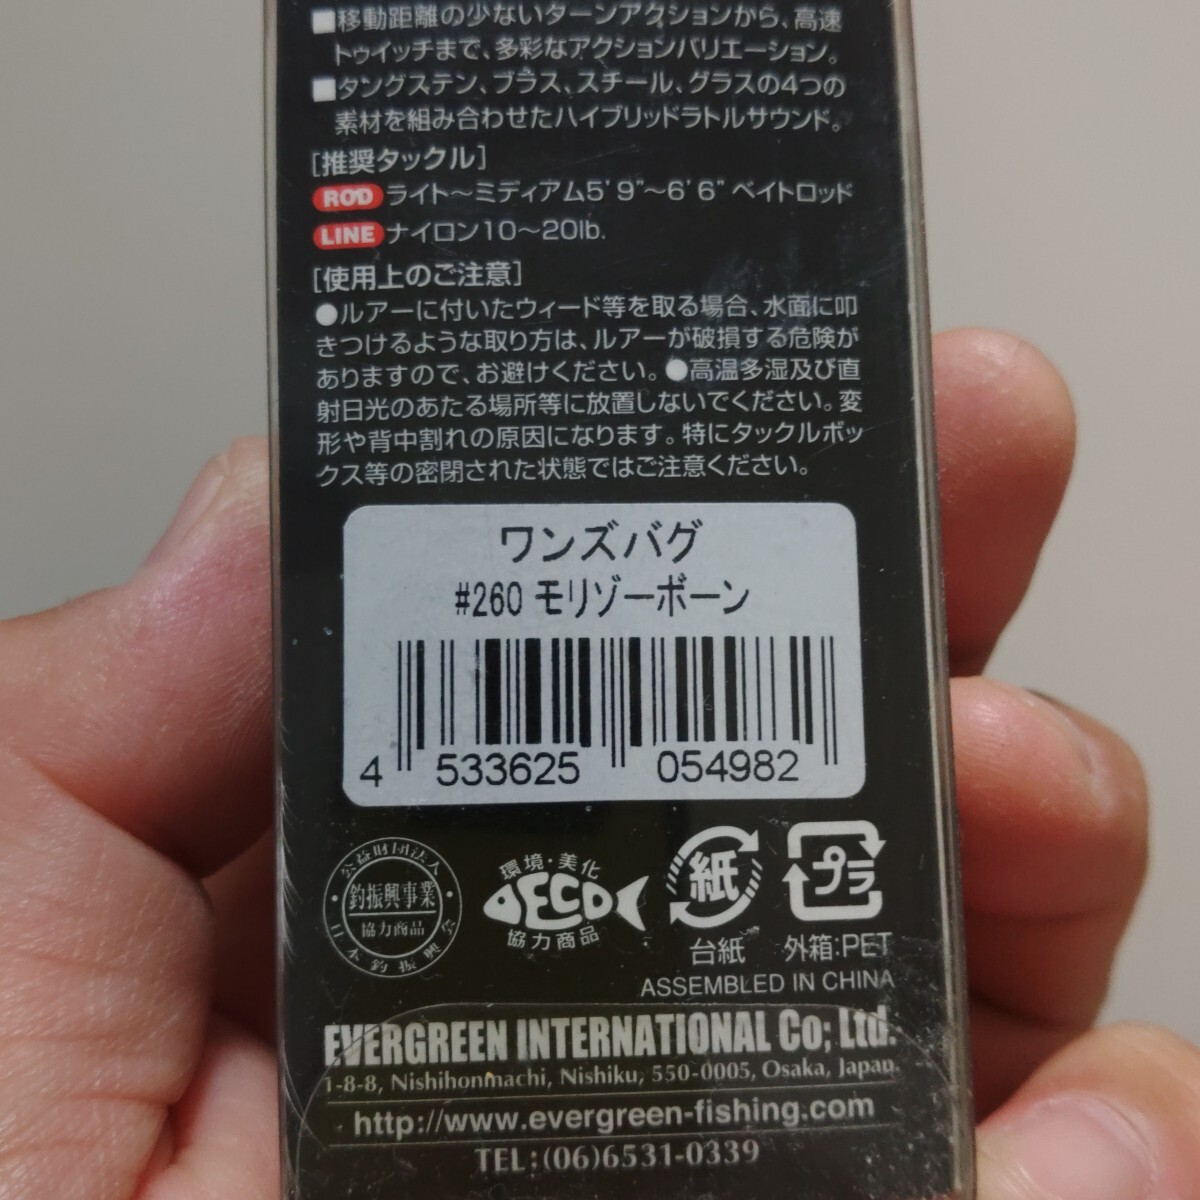 ■移動距離の少ないターンアクションから、高速
トゥイッチまで、多彩なアクションバリエーション。
■タングステン、ブラス、スチール、グラスの4つの
素材を組み合わせたハイブリッドラトルサウンド。
[推奨タックル]
ROD ライト〜ミディアム5'9"〜6'6" ベイトロッド
LINE ナイロン10〜20lb.
[使用上のご注意]
●ルアーに付いたウィード等を取る場合、水面に叩
きつけるような取り方は、ルアーが破損する危険が
ありますので、お避けください。●高温多湿及び直
射日光のあたる場所等に放置しないでください。変
形や背中割れの原因になります。特にタックルボッ
クス等の密閉された状態ではご注意ください。
ワンズバグ
#260 モリゾーボーン
4 533625 054982
公益財団法人
釣振興事業
協力商品
日本釣振興会
環境・美化
ECO
協力商品
紙
台紙
プラ
外箱:PET
ASSEMBLED IN CHINA
EVERGREEN INTERNATIONAL Co; Ltd.
1-8-8, Nishihonmachi, Nishiku, 550-0005, Osaka, Japan.
http://www.evergreen-fishing.com
TEL:(06)6531-0339